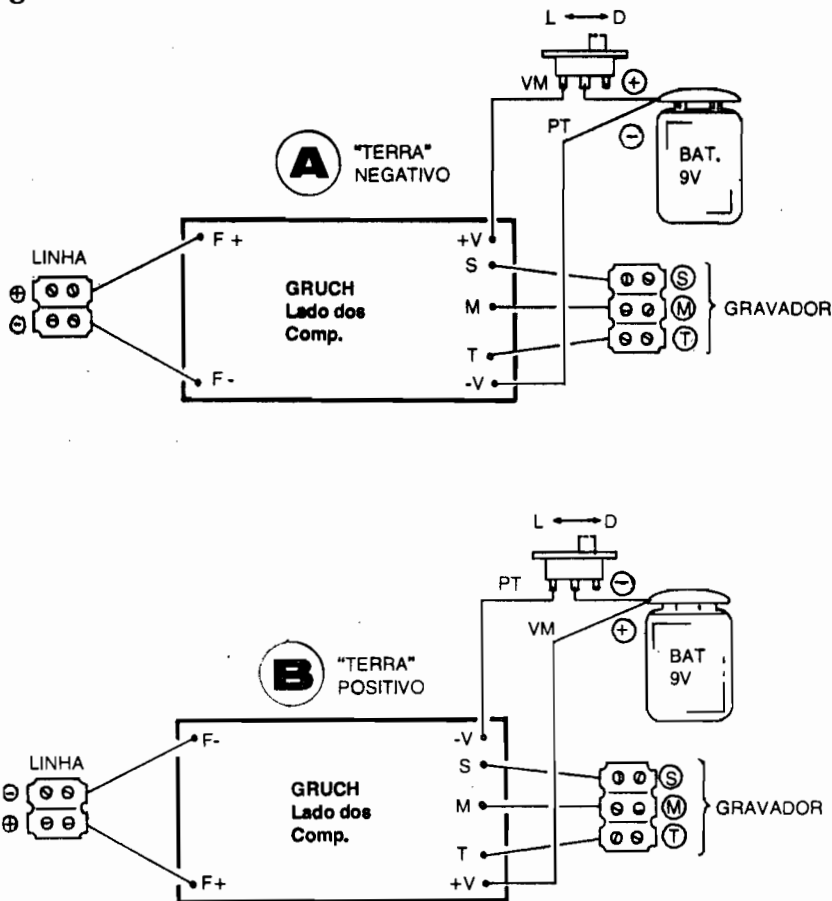 g
L D
VM +
PT -
BAT.
9V
A "TERRA"
NEGATIVO
LINHA
F+ +V
+ S S
GRUCH
Lado dos
Comp.
M M GRAVADOR
-
T T
F- -V
L D
PT -
VM +
BAT
9V
B "TERRA"
POSITIVO
LINHA
F- -V
- S S
GRUCH
Lado dos
Comp.
M M GRAVADOR
+
T T
F+ +V